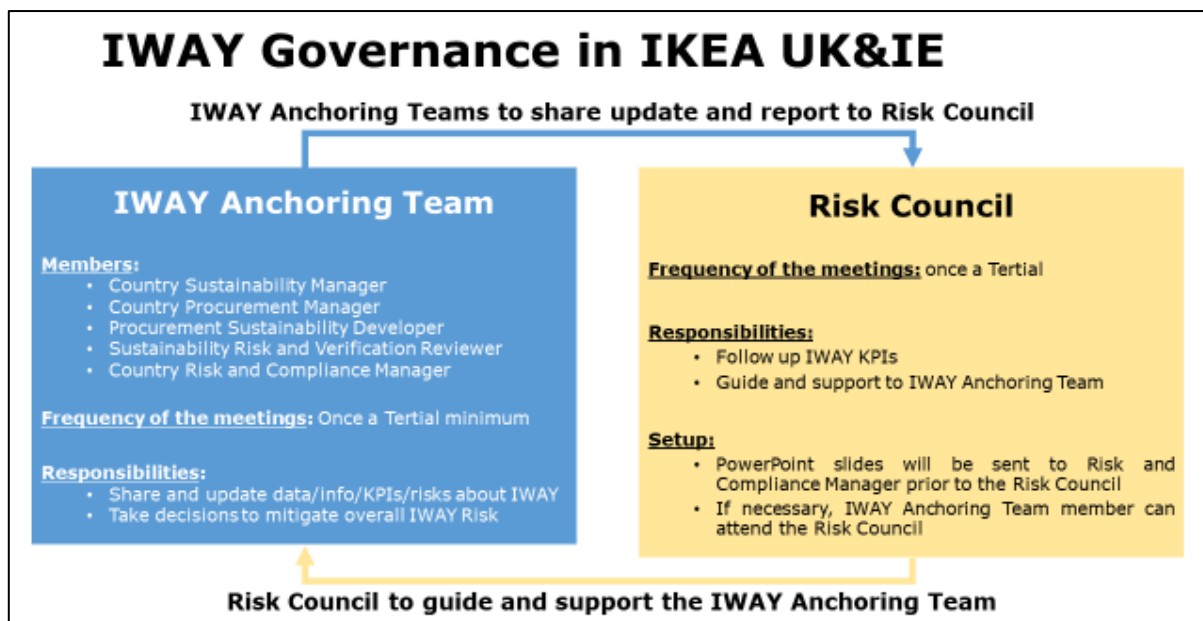 IWAY Governance in IKEA UK&IE
IWAY Anchoring Teams to share update and report to Risk Council
IWAY Anchoring Team
Members:
• Country Sustainability Manager
• Country Procurement Manager
• Procurement Sustainability Developer
• Sustainability Risk and Verification Reviewer
• Country Risk and Compliance Manager
Frequency of the meetings: Once a Tertial minimum
Responsibilities:
• Share and update data/info/KPIs/risks about IWAY
• Take decisions to mitigate overall IWAY Risk
Risk Council
Frequency of the meetings: once a Tertial
Responsibilities:
• Follow up IWAY KPIs
• Guide and support to IWAY Anchoring Team
Setup:
• PowerPoint slides will be sent to Risk and
Compliance Manager prior to the Risk Council
• If necessary, IWAY Anchoring Team member can
attend the Risk Council
Risk Council to guide and support the IWAY Anchoring Team